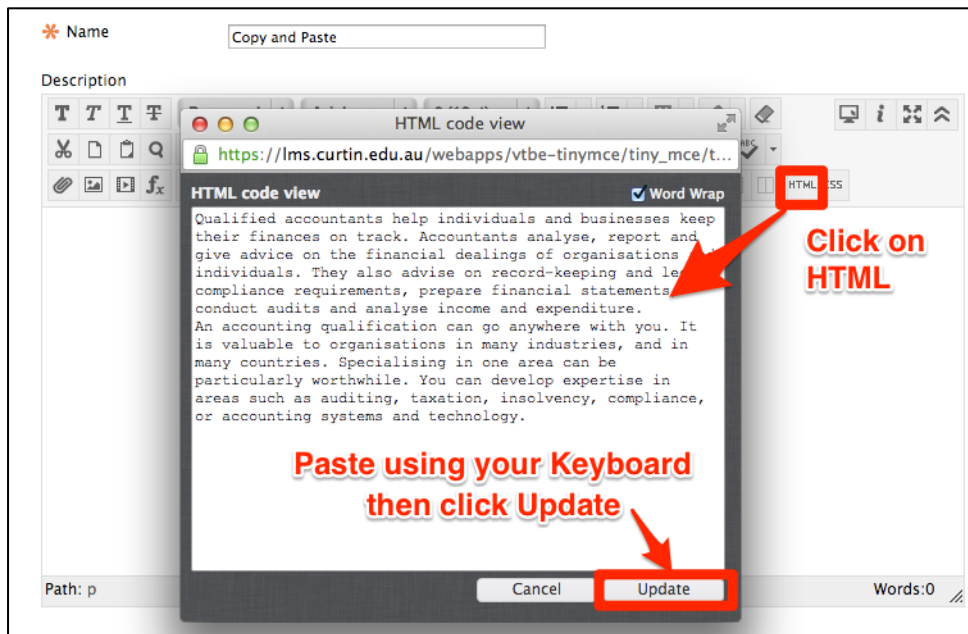 Name
Copy and Paste
Description
T T T T
HTML code view
https://lms.curtin.edu.au/webapps/vtbe-tinymce/tiny_mce/t...
ABC
fx
HTML CSS
HTML code view
Word Wrap
Qualified accountants help individuals and businesses keep
their finances on track. Accountants analyse, report and
give advice on the financial dealings of organisations
individuals. They also advise on record-keeping and
compliance requirements, prepare financial statements
conduct audits and analyse income and expenditure.
An accounting qualification can go anywhere with you. It
is valuable to organisations in many industries, and in
many countries. Specialising in one area can be
particularly worthwhile. You can develop expertise in
areas such as auditing, taxation, insolvency, compliance,
or accounting systems and technology.
Click on
HTML
Paste using your Keyboard
then click Update
Cancel
Update
Path: p
Words:0